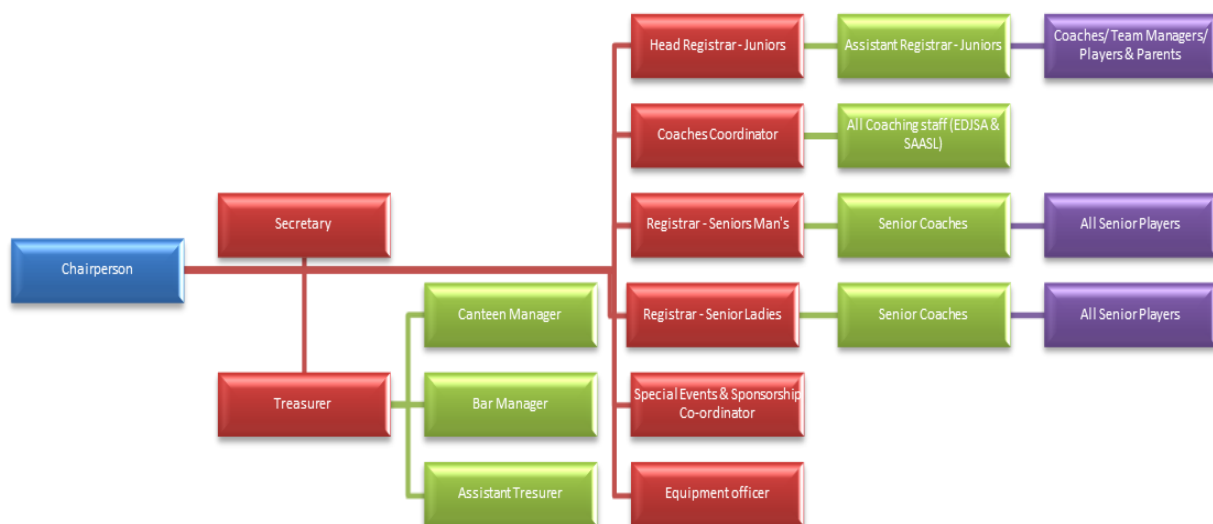 Head Registrar - Juniors
Assistant Registrar - Juniors
Coaches/ Team Managers/
Players & Parents
Coaches Coordinator
All Coaching staff (EDJSA &
SAASL)
Secretary
Registrar - Seniors Man's
Senior Coaches
All Senior Players
Chairperson
Canteen Manager
Registrar - Senior Ladies
Senior Coaches
All Senior Players
Treasurer
Bar Manager
Special Events & Sponsorship
Co-ordinator
Assistant Tresurer
Equipment officer